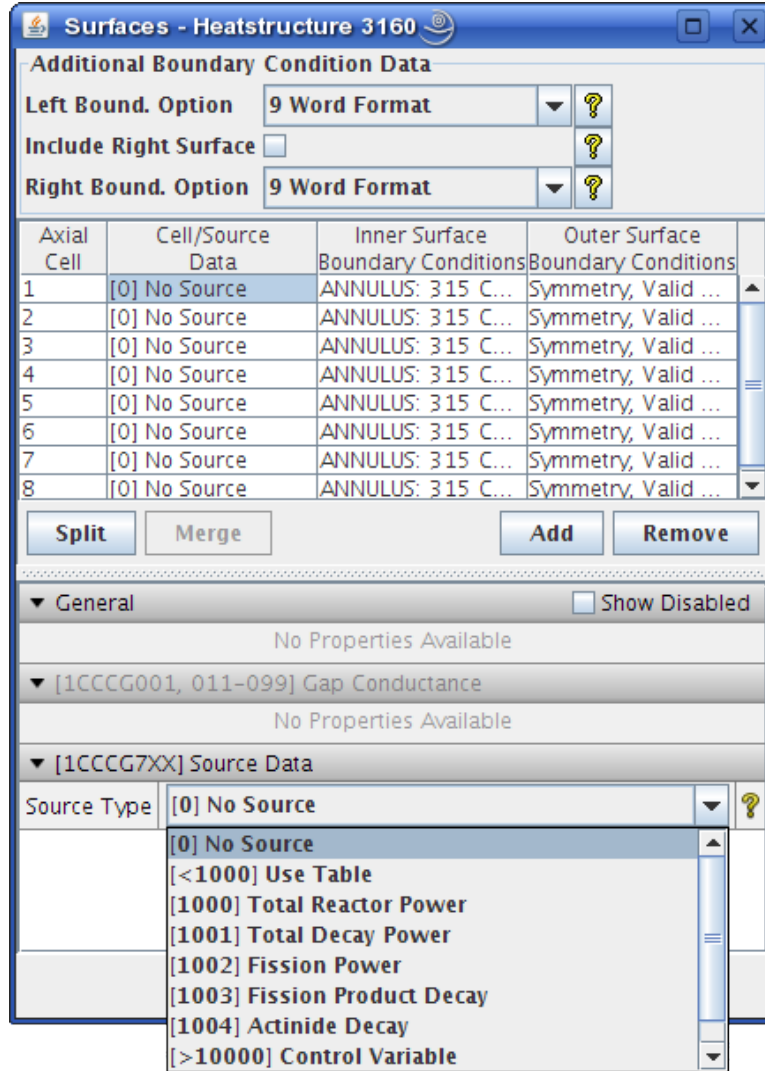 Surfaces - Heatstructure 3160
Additional Boundary Condition Data
Left Bound. Option 9 Word Format
Include Right Surface
Right Bound. Option 9 Word Format
Axial Cell/Source Inner Surface Outer Surface
Cell Data Boundary Conditions Boundary Conditions
1 [0] No Source ANNULUS: 315 C... Symmetry, Valid ...
2 [0] No Source ANNULUS: 315 C... Symmetry, Valid ...
3 [0] No Source ANNULUS: 315 C... Symmetry, Valid ...
4 [0] No Source ANNULUS: 315 C... Symmetry, Valid ...
5 [0] No Source ANNULUS: 315 C... Symmetry, Valid ...
6 [0] No Source ANNULUS: 315 C... Symmetry, Valid ...
7 [0] No Source ANNULUS: 315 C... Symmetry, Valid ...
8 [0] No Source ANNULUS: 315 C... Symmetry, Valid ...
Split Merge Add Remove
General Show Disabled
No Properties Available
[1CCCG001, 011-099] Gap Conductance
No Properties Available
[1CCCG7XX] Source Data
Source Type [0] No Source
[0] No Source
[<1000] Use Table
[1000] Total Reactor Power
[1001] Total Decay Power
[1002] Fission Power
[1003] Fission Product Decay
[1004] Actinide Decay
[>10000] Control Variable